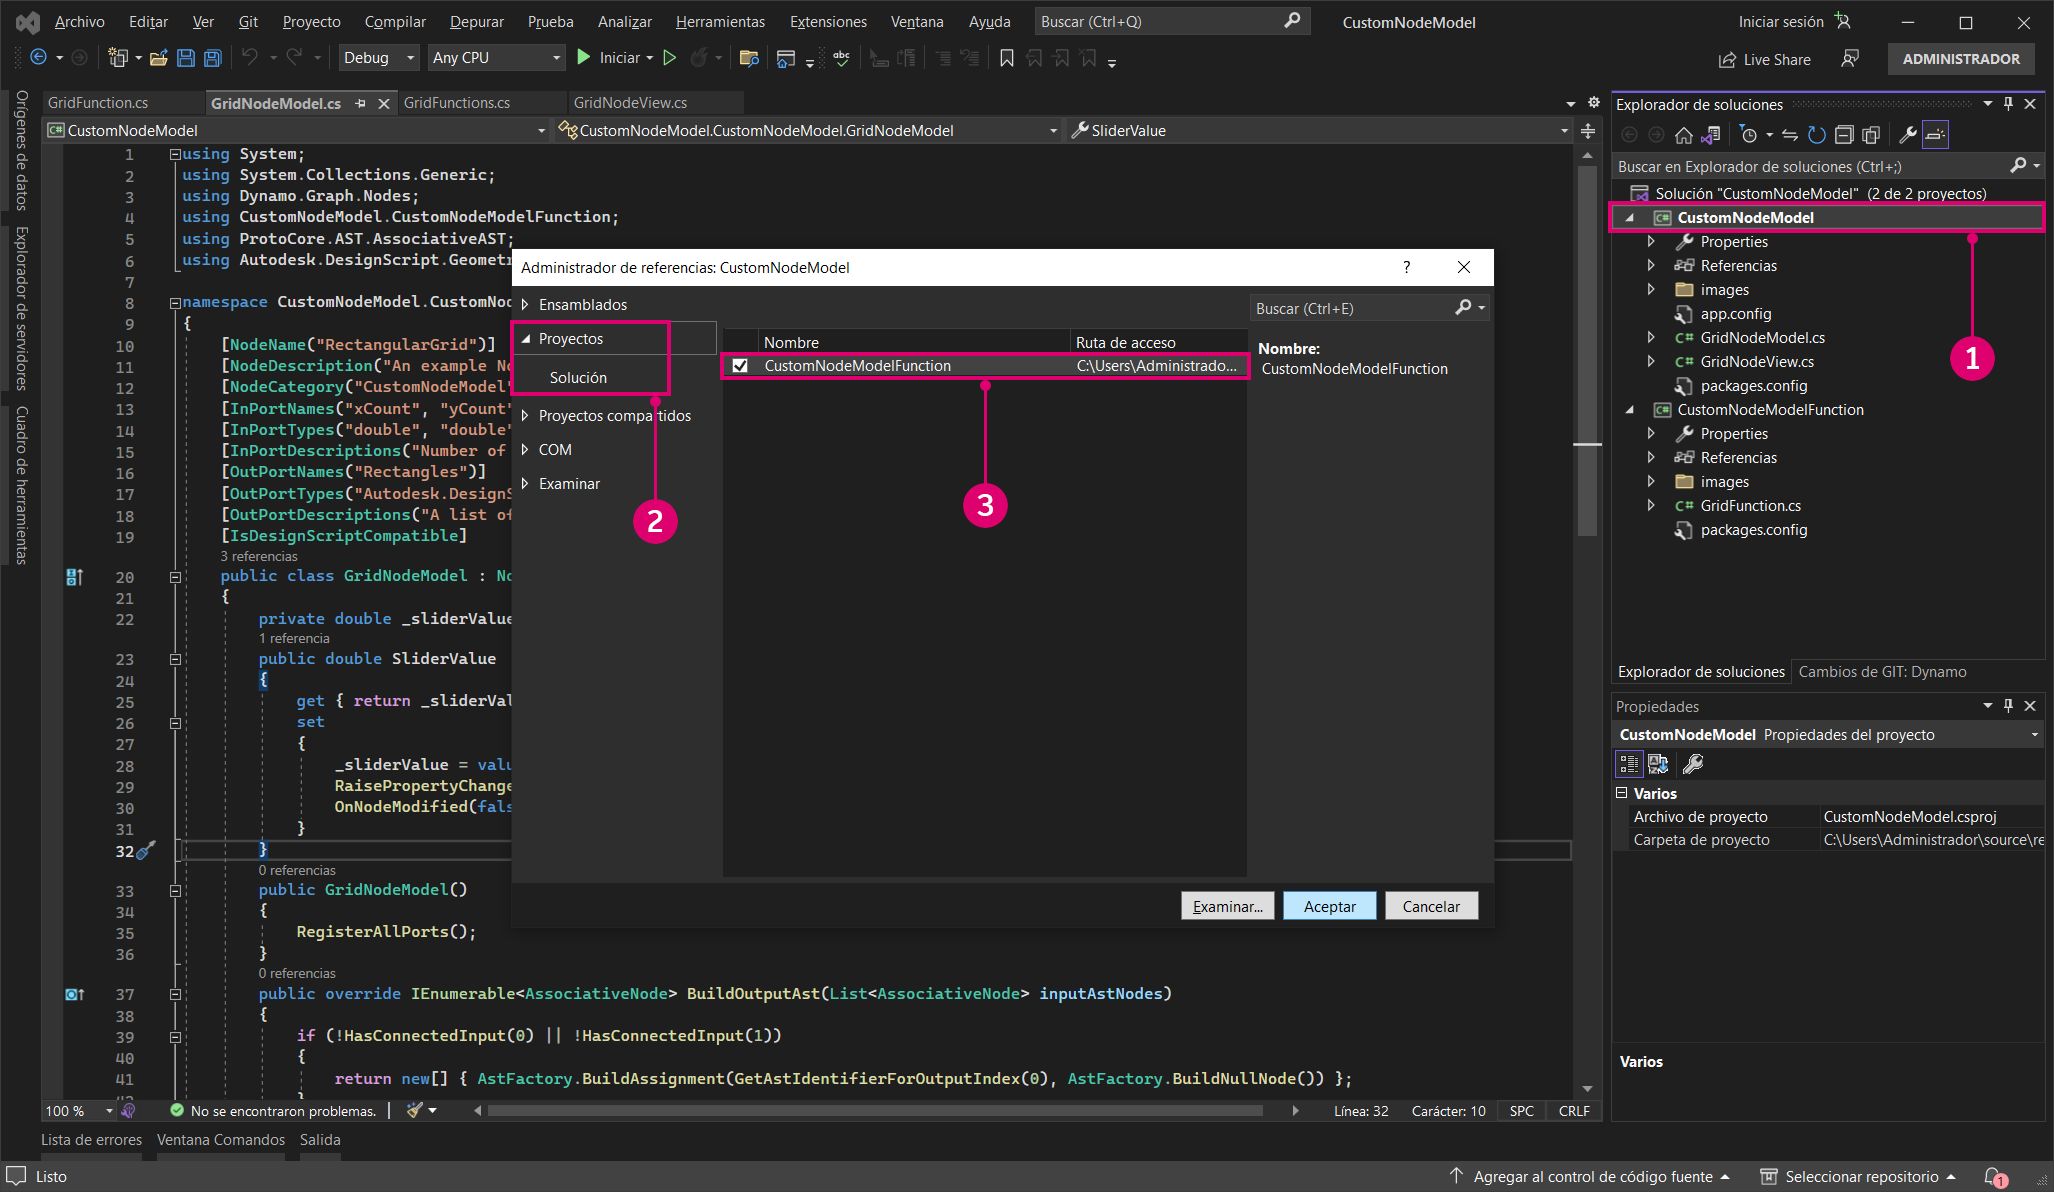 Archivo Editar Ver Git Proyecto Compilar Depurar Prueba Analizar Herramientas Extensiones Ventana Ayuda Buscar (Ctrl+Q) CustomNodeModel Iniciar sesión
Debug Any CPU Iniciar abc Live Share ADMINISTRADOR
Orígenes de datos
Explorador de servidores
Cuadro de herramientas
GridFunction.cs GridNodeModel.cs GridFunctions.cs GridNodeView.cs
C# CustomNodeModel CustomNodeModel.CustomNodeModel.GridNodeModel SliderValue
1 using System;
2 using System.Collections.Generic;
3 using Dynamo.Graph.Nodes;
4 using CustomNodeModel.CustomNodeModelFunction;
5 using ProtoCore.AST.AssociativeAST;
6 using Autodesk.DesignScript.Geometr
7
8 namespace CustomNodeModel.CustomNo
9 {
10 [NodeName("RectangularGrid")]
11 [NodeDescription("An example No
12 [NodeCategory("CustomNodeModel"
13 [InPortNames("xCount", "yCount"
14 [InPortTypes("double", "double"
15 [InPortDescriptions("Number of
16 [OutPortNames("Rectangles")]
17 [OutPortTypes("Autodesk.DesignS
18 [OutPortDescriptions("A list of
19 [IsDesignScriptCompatible]
3 referencias
20 public class GridNodeModel : No
21 {
22 private double _sliderValue
1 referencia
23 public double SliderValue
24 {
25 get { return _sliderVal
26 set
27 {
28 _sliderValue = valu
29 RaisePropertyChange
30 OnNodeModified(fals
31 }
32 }
0 referencias
33 public GridNodeModel()
34 {
35 RegisterAllPorts();
36 }
0 referencias
37 public override IEnumerable<AssociativeNode> BuildOutputAst(List<AssociativeNode> inputAstNodes)
38 {
39 if (!HasConnectedInput(0) || !HasConnectedInput(1))
40 {
41 return new[] { AstFactory.BuildAssignment(GetAstIdentifierForOutputIndex(0), AstFactory.BuildNullNode()) };
42 }
Administrador de referencias: CustomNodeModel ?
Ensamblados
Proyectos
Solución
Proyectos compartidos
COM
Examinar
2
Buscar (Ctrl+E)
Nombre Ruta de acceso
CustomNodeModelFunction C:\Users\Administrado...
3
Nombre:
CustomNodeModelFunction
Examinar... Aceptar Cancelar
Explorador de soluciones
Buscar en Explorador de soluciones (Ctrl+;)
Solución "CustomNodeModel" (2 de 2 proyectos)
C# CustomNodeModel
Properties
Referencias
images
app.config
C# GridNodeModel.cs
C# GridNodeView.cs
packages.config
1
C# CustomNodeModelFunction
Properties
Referencias
images
C# GridFunction.cs
packages.config
Explorador de soluciones Cambios de GIT: Dynamo
Propiedades
CustomNodeModel Propiedades del proyecto
Varios
Archivo de proyecto CustomNodeModel.csproj
Carpeta de proyecto C:\Users\Administrador\source\re
Varios
100 % No se encontraron problemas. Línea: 32 Carácter: 10 SPC CRLF
Lista de errores Ventana Comandos Salida
Listo Agregar al control de código fuente Seleccionar repositorio 1